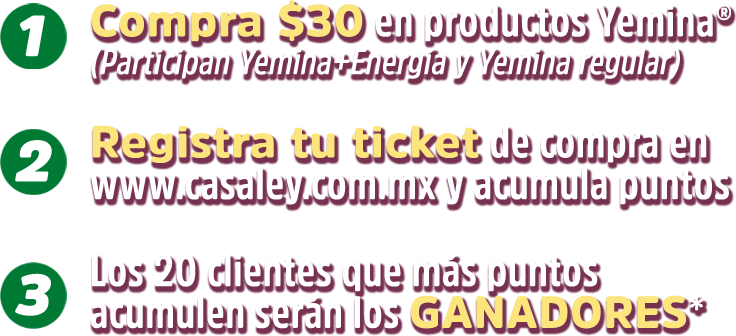 1 Compra $30 en productos Yemina®
(Participan Yemina+Energía y Yemina regular)
2 Registra tu ticket de compra en
www.casaley.com.mx y acumula puntos
3 Los 20 clientes que más puntos
acumulen serán los GANADORES*